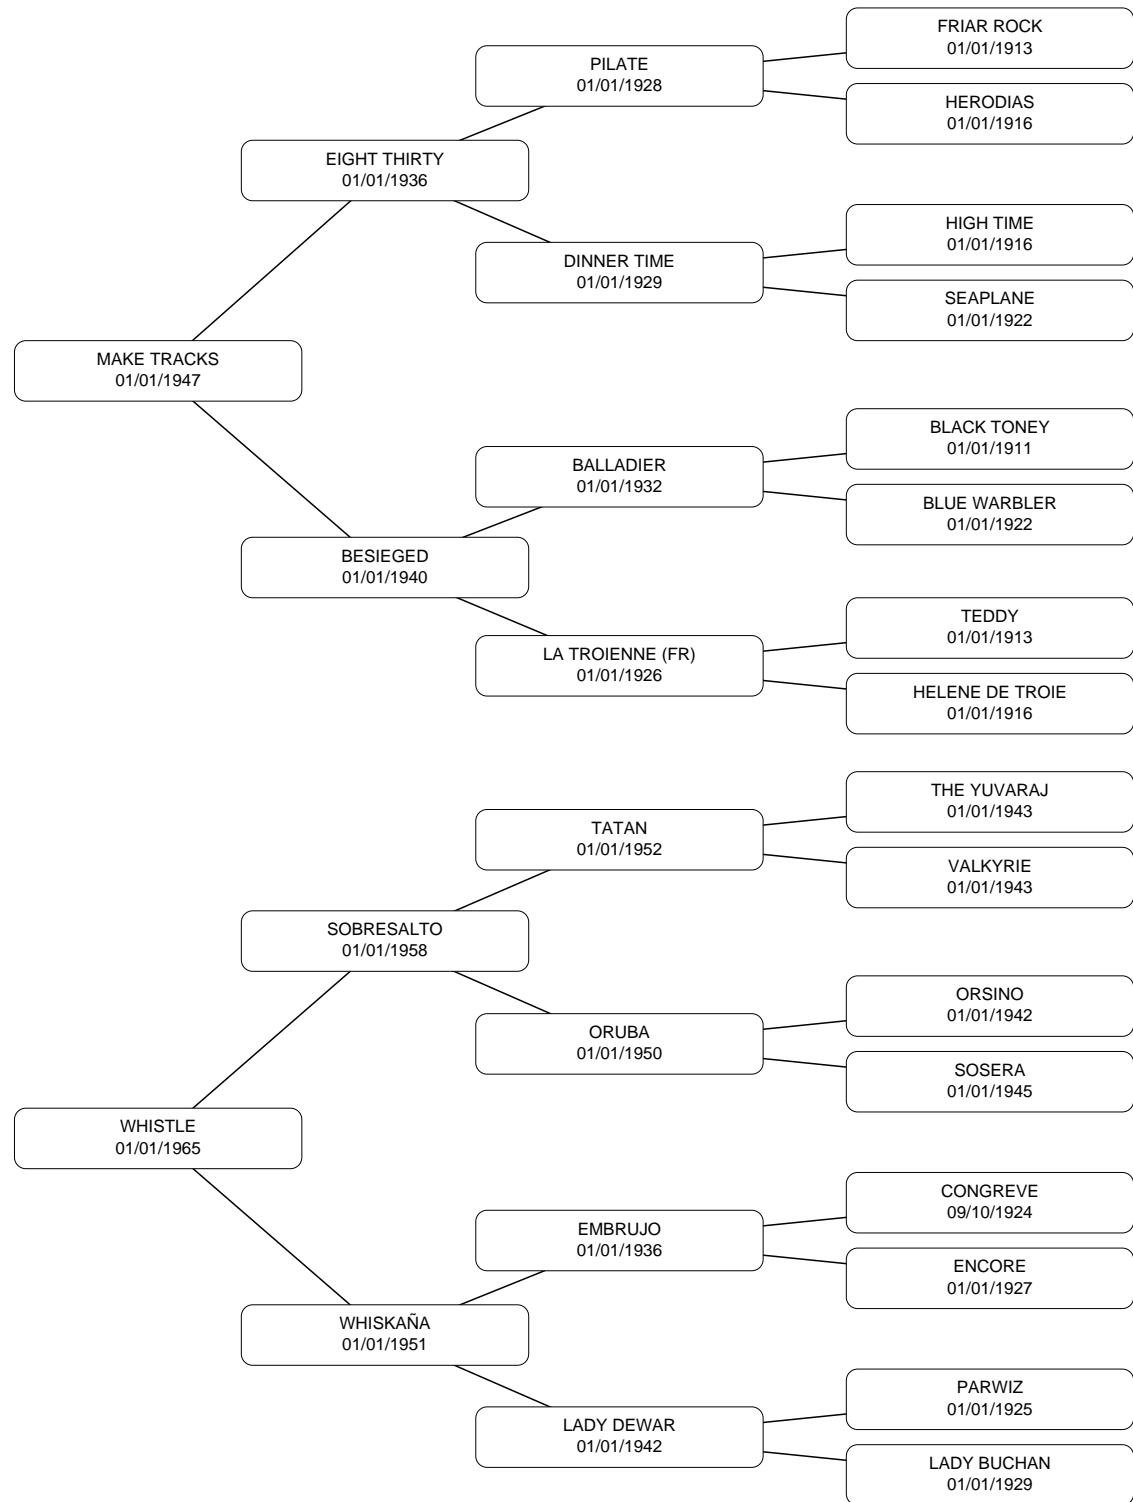 FRIAR ROCK
01/01/1913
PILATE
01/01/1928
HERODIAS
01/01/1916
EIGHT THIRTY
01/01/1936
HIGH TIME
01/01/1916
DINNER TIME
01/01/1929
SEAPLANE
01/01/1922
MAKE TRACKS
01/01/1947
BLACK TONEY
01/01/1911
BALLADIER
01/01/1932
BLUE WARBLER
01/01/1922
BESIEGED
01/01/1940
TEDDY
01/01/1913
LA TROIENNE (FR)
01/01/1926
HELENE DE TROIE
01/01/1916
THE YUVARAJ
01/01/1943
TATAN
01/01/1952
VALKYRIE
01/01/1943
SOBRESALTO
01/01/1958
ORSINO
01/01/1942
ORUBA
01/01/1950
SOSERA
01/01/1945
WHISTLE
01/01/1965
CONGREVE
09/10/1924
EMBRUJO
01/01/1936
ENCORE
01/01/1927
WHISKAÑA
01/01/1951
PARWIZ
01/01/1925
LADY DEWAR
01/01/1942
LADY BUCHAN
01/01/1929